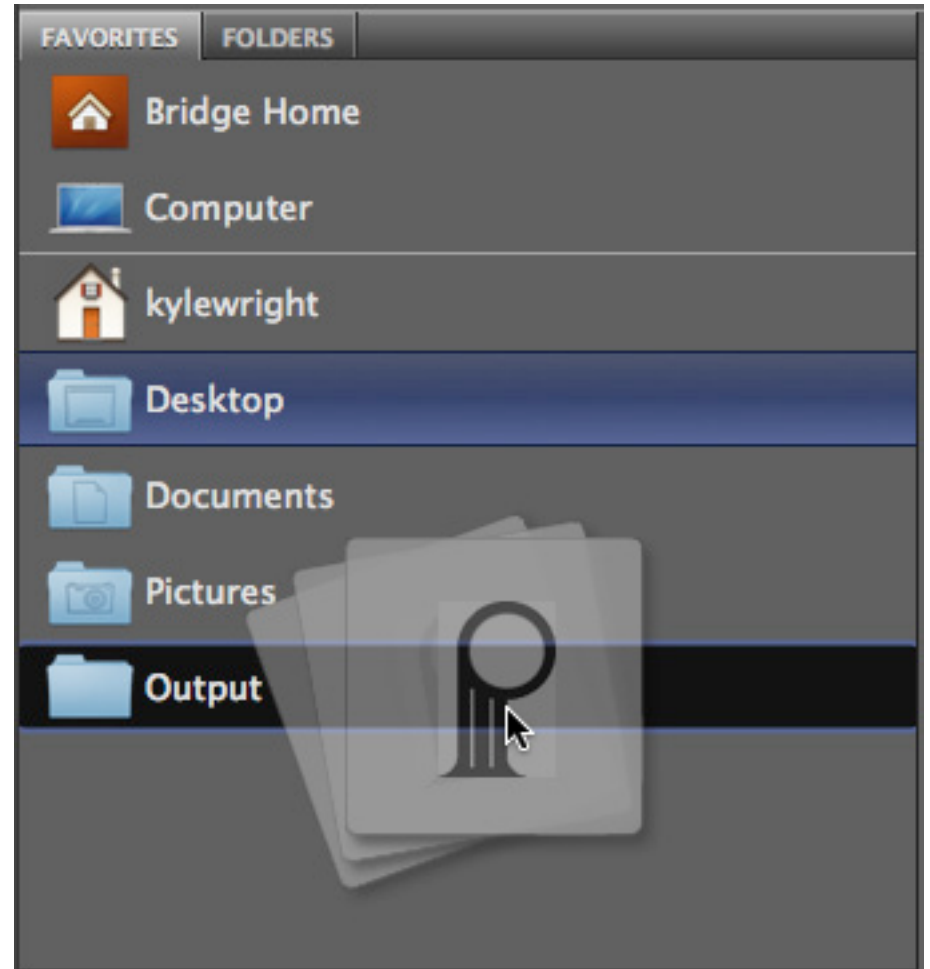 FAVORITES FOLDERS
Bridge Home
Computer
kylewright
Desktop
Documents
Pictures
Output